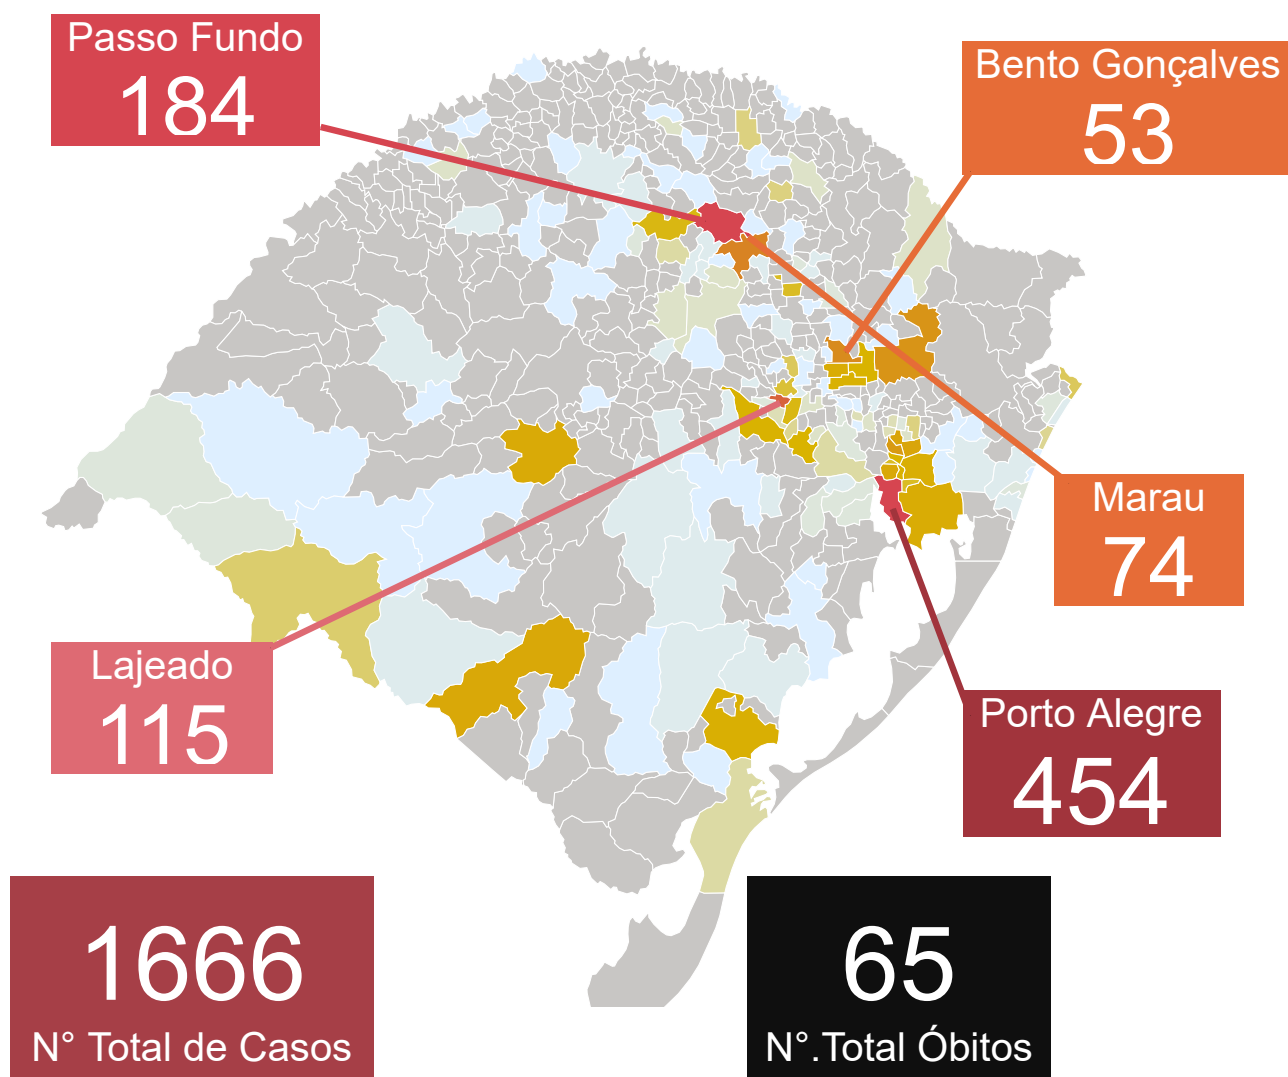 Passo Fundo
184
Bento Gonçalves
53
Marau
74
Lajeado
115
Porto Alegre
454
1666
N° Total de Casos
65
N°.Total Óbitos